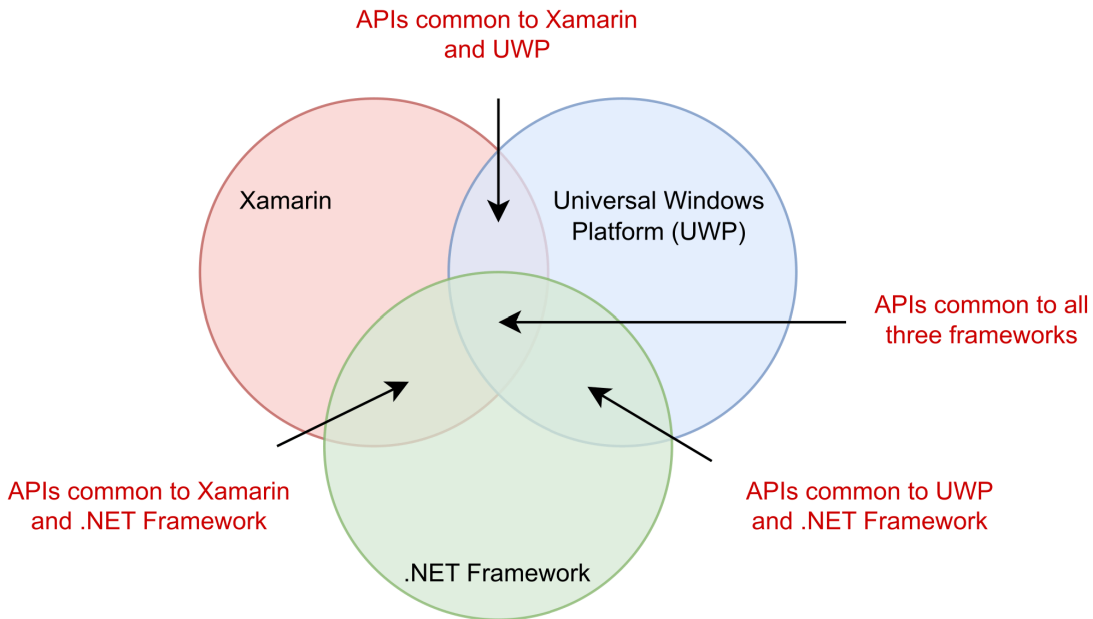 APIs common to Xamarin
and UWP
Xamarin
Universal Windows
Platform (UWP)
APIs common to all
three frameworks
APIs common to Xamarin
and .NET Framework
APIs common to UWP
and .NET Framework
.NET Framework